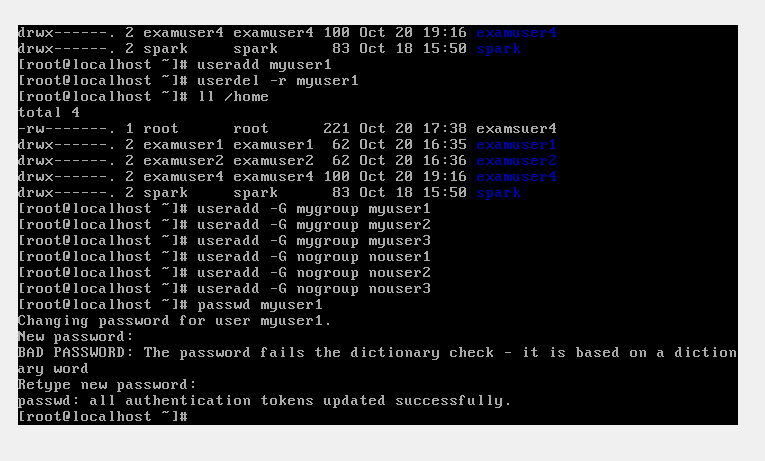 drwx------. 2 examuser4 examuser4 100 Oct 20 19:16 examuser4
drwx------. 2 spark     spark      83 Oct 18 15:50 spark
[root@localhost ~]# useradd myuser1
[root@localhost ~]# userdel -r myuser1
[root@localhost ~]# ll /home
total 4
-rw-------. 1 root      root      221 Oct 20 17:38 examsuer4
drwx------. 2 examuser1 examuser1  62 Oct 20 16:35 examuser1
drwx------. 2 examuser2 examuser2  62 Oct 20 16:36 examuser2
drwx------. 2 examuser4 examuser4 100 Oct 20 19:16 examuser4
drwx------. 2 spark     spark      83 Oct 18 15:50 spark
[root@localhost ~]# useradd -G mygroup myuser1
[root@localhost ~]# useradd -G mygroup myuser2
[root@localhost ~]# useradd -G mygroup myuser3
[root@localhost ~]# useradd -G nogroup nouser1
[root@localhost ~]# useradd -G nogroup nouser2
[root@localhost ~]# useradd -G nogroup nouser3
[root@localhost ~]# passwd myuser1
Changing password for user myuser1.
New password:
BAD PASSWORD: The password fails the dictionary check - it is based on a diction
ary word
Retype new password:
passwd: all authentication tokens updated successfully.
[root@localhost ~]#